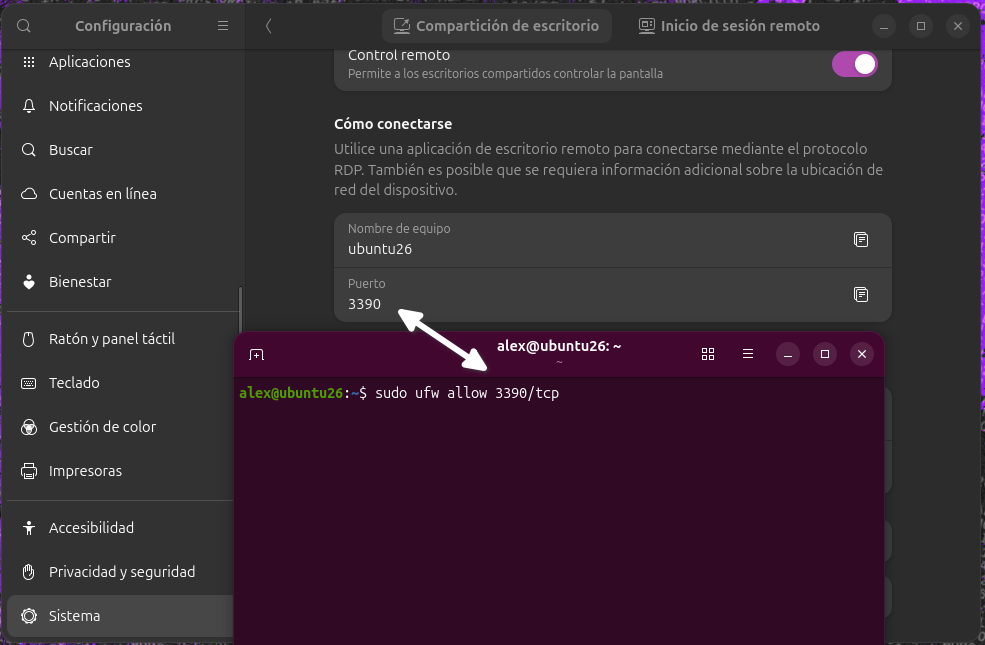 Configuración
Compartición de escritorio
Inicio de sesión remoto
Aplicaciones
Notificaciones
Buscar
Cuentas en línea
Compartir
Bienestar
Ratón y panel táctil
Teclado
Gestión de color
Impresoras
Accesibilidad
Privacidad y seguridad
Sistema
Control remoto
Permite a los escritorios compartidos controlar la pantalla
Cómo conectarse
Utilice una aplicación de escritorio remoto para conectarse mediante el protocolo
RDP. También es posible que se requiera información adicional sobre la ubicación de
red del dispositivo.
Nombre de equipo
ubuntu26
Puerto
3390
alex@ubuntu26: ~
~
alex@ubuntu26:~$ sudo ufw allow 3390/tcp